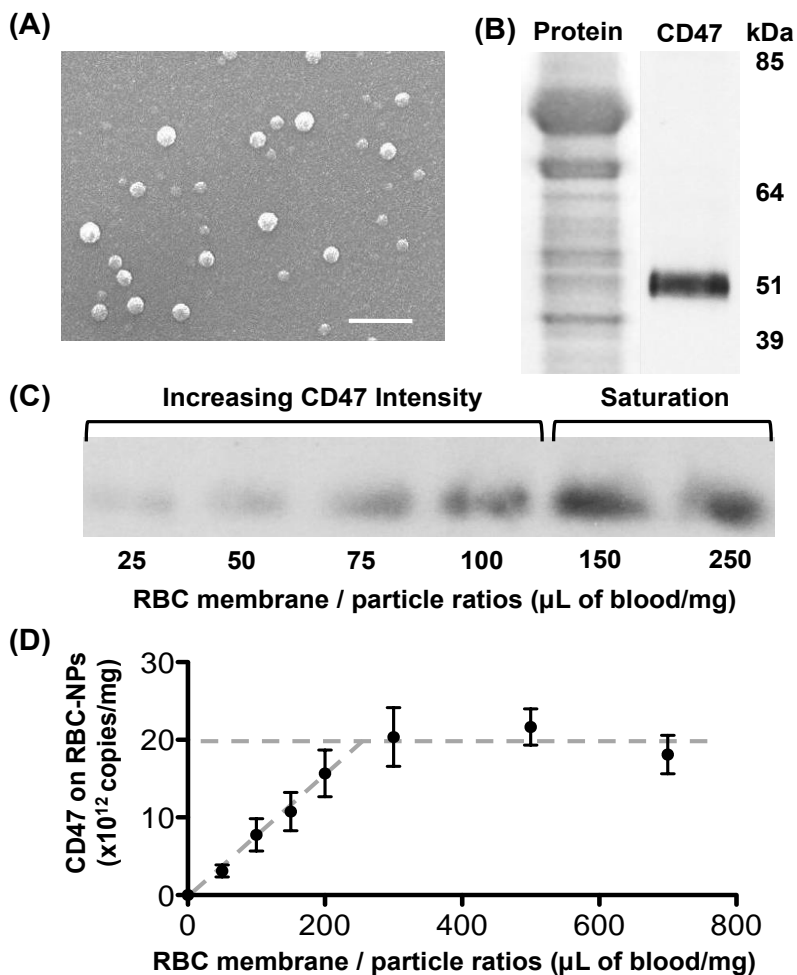 (A)
(B) Protein CD47 kDa
85
64
51
39
(C) Increasing CD47 Intensity Saturation
25 50 75 100 150 250
RBC membrane / particle ratios (µL of blood/mg)
(D)
CD47 on RBC-NPs
(x10¹² copies/mg)
30
20
10
0
0 200 400 600 800
RBC membrane / particle ratios (µL of blood/mg)